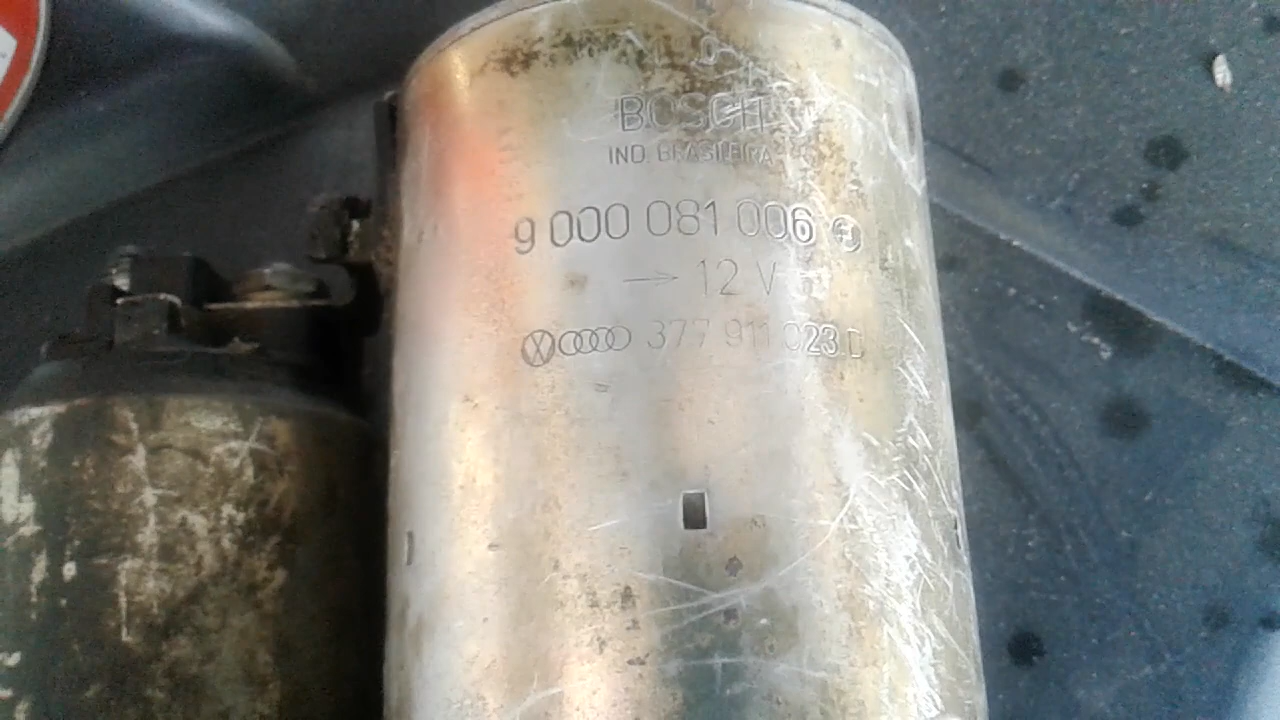 BOSCH
IND. BRASILEIRA
9 000 081 006
→ 12 V
377 911 023 D